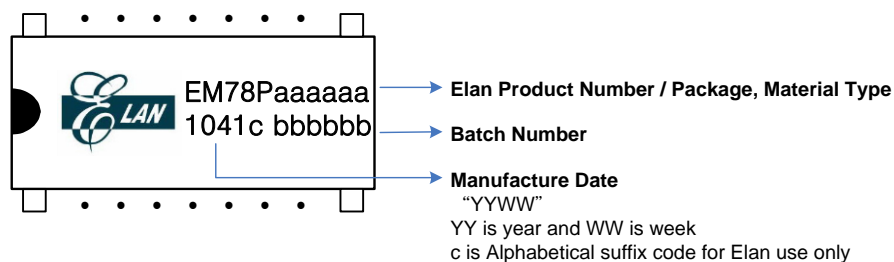 ELAN
EM78Paaaaaa
1041c bbbbbb
Elan Product Number / Package, Material Type
Batch Number
Manufacture Date
“YYWW”
YY is year and WW is week
c is Alphabetical suffix code for Elan use only